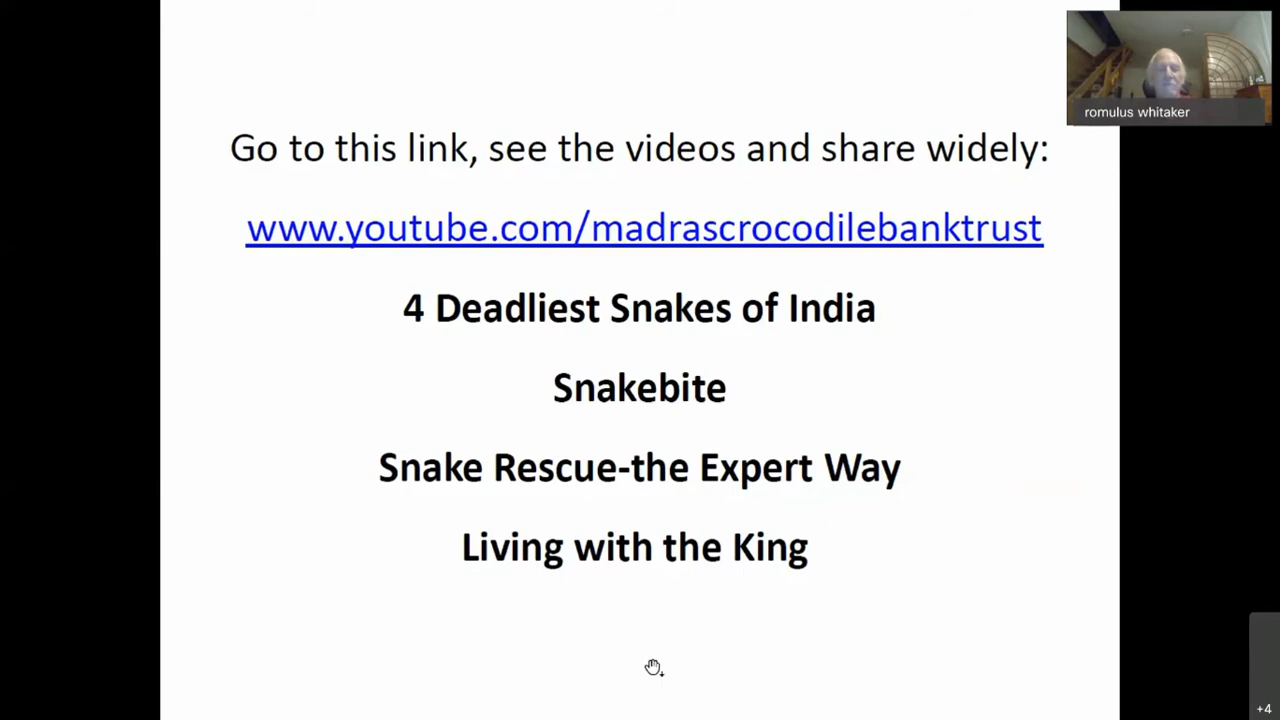 romulus whitaker
Go to this link, see the videos and share widely:
www.youtube.com/madrascrocodilebanktrust
4 Deadliest Snakes of India
Snakebite
Snake Rescue-the Expert Way
Living with the King
+4